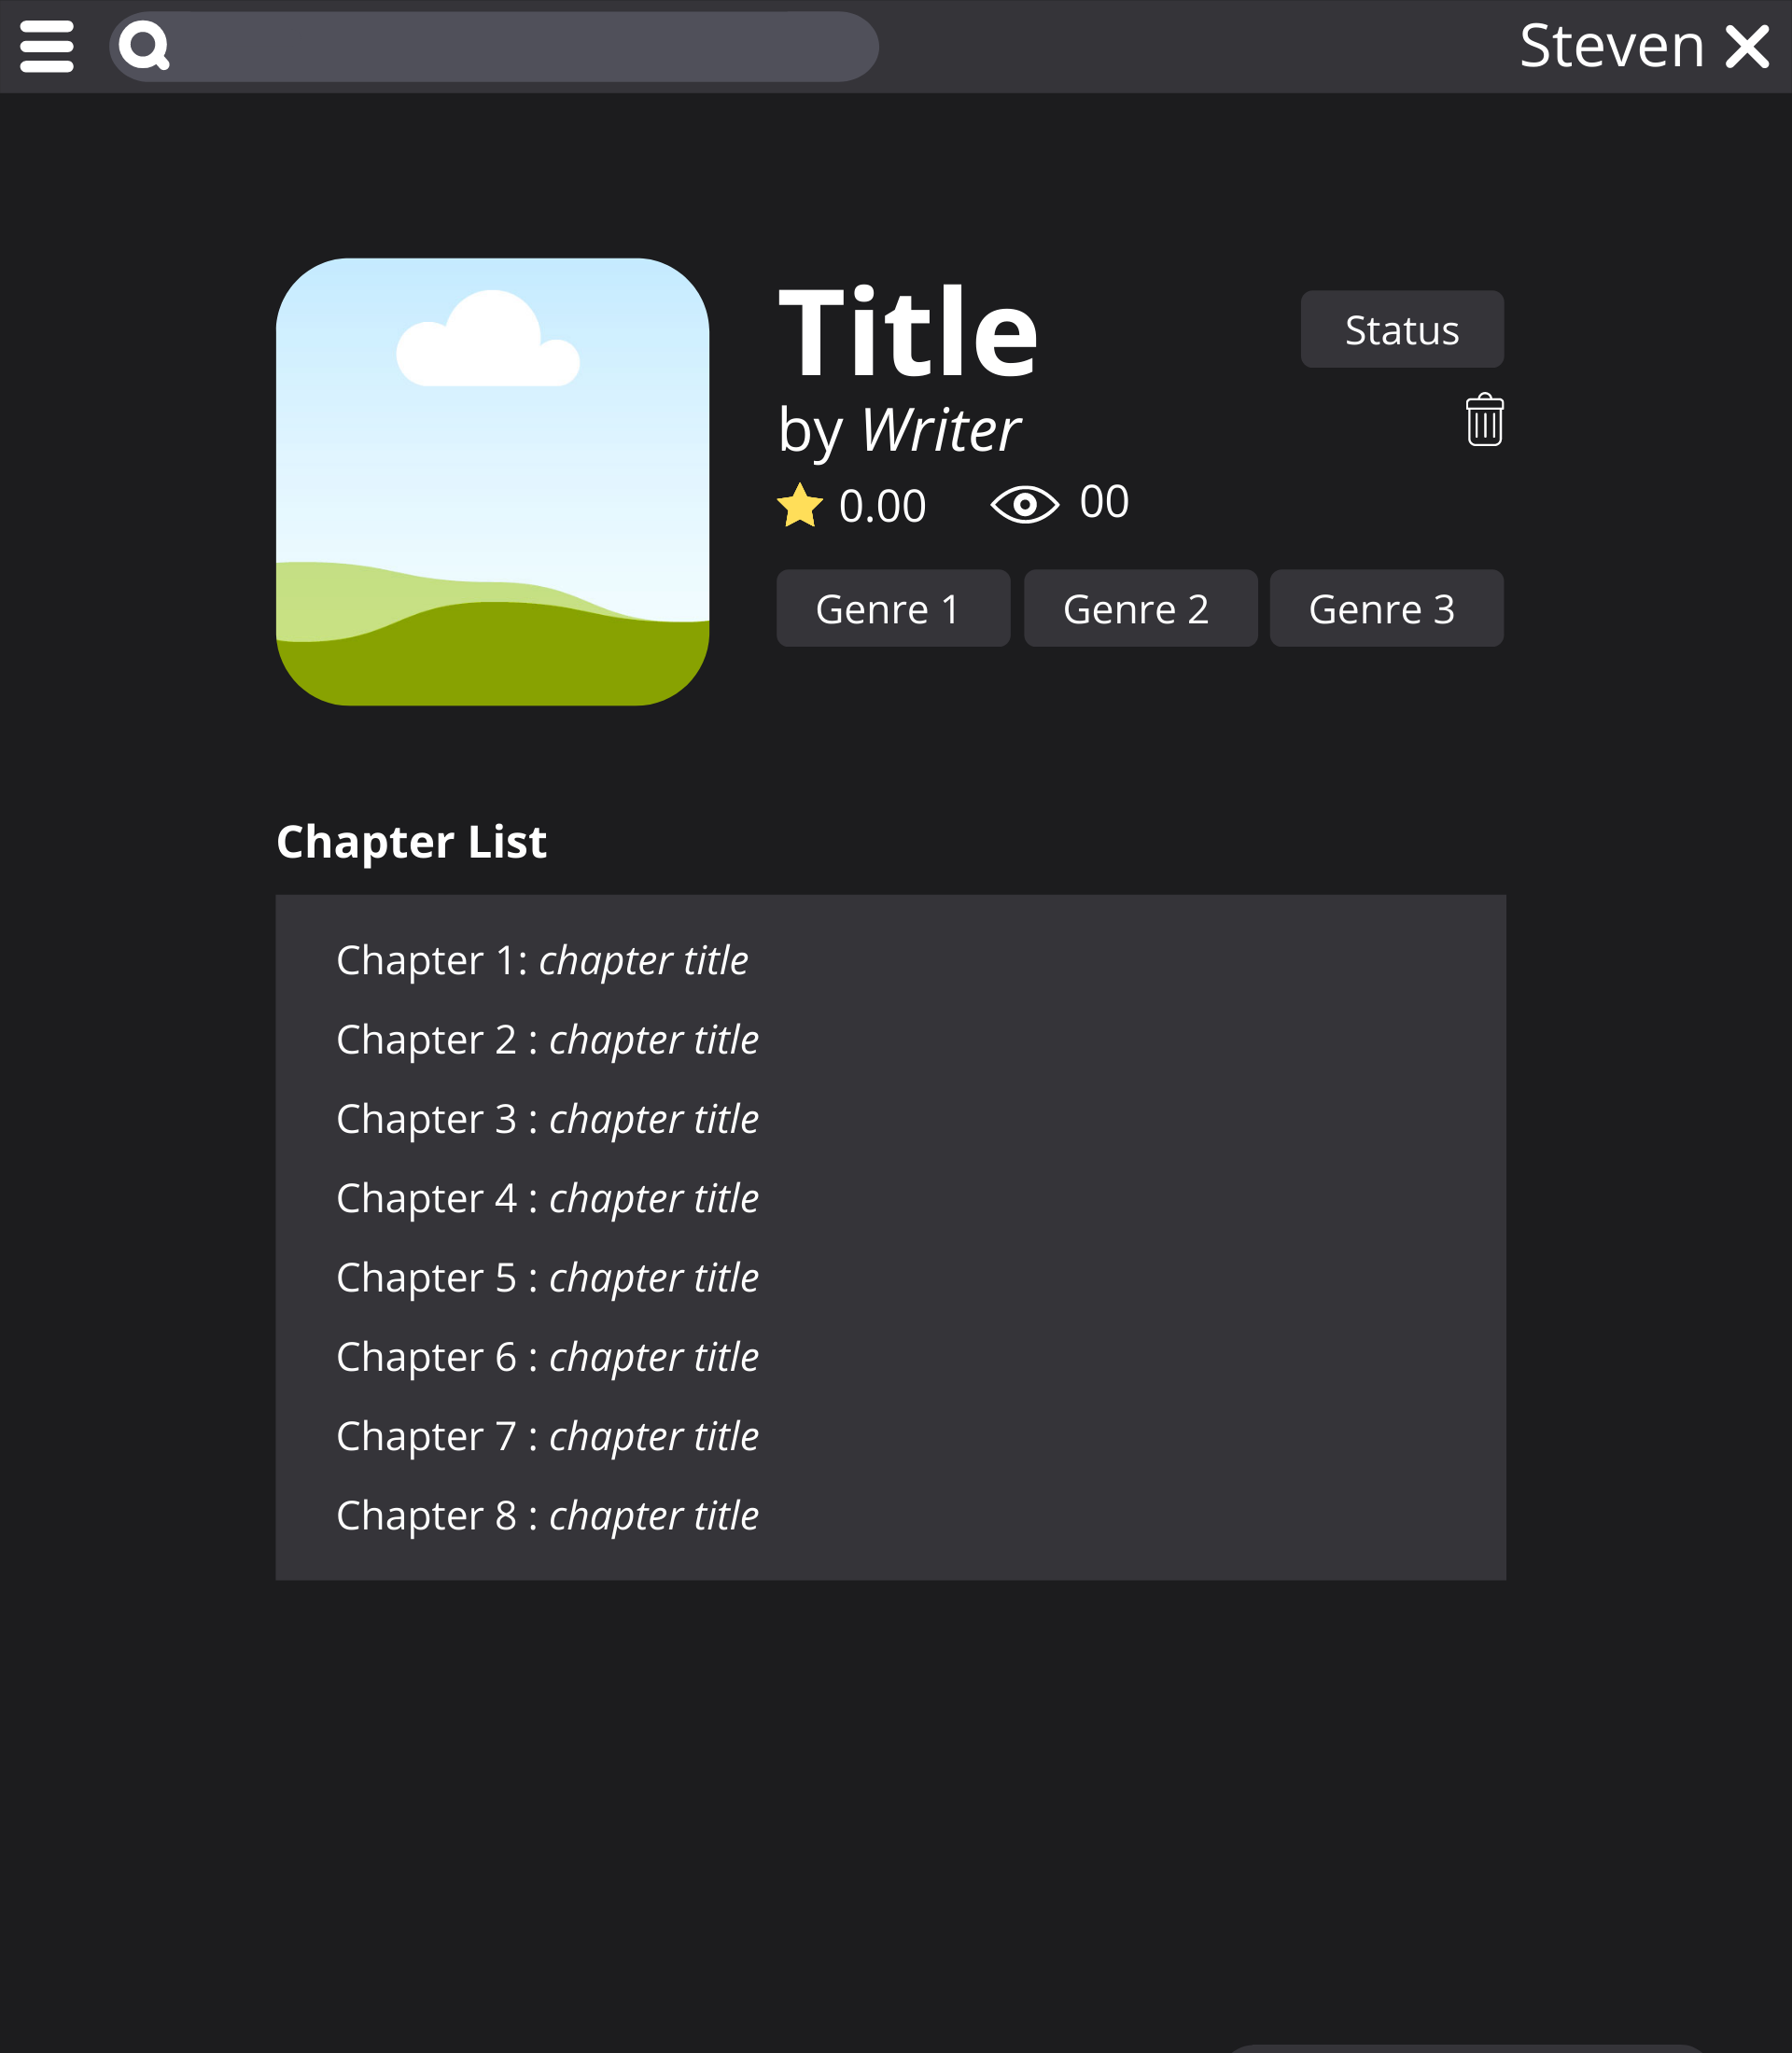 Steven
Title
Status
by Writer
0.00
00
Genre 1
Genre 2
Genre 3
Chapter List
Chapter 1: chapter title
Chapter 2 : chapter title
Chapter 3 : chapter title
Chapter 4 : chapter title
Chapter 5 : chapter title
Chapter 6 : chapter title
Chapter 7 : chapter title
Chapter 8 : chapter title